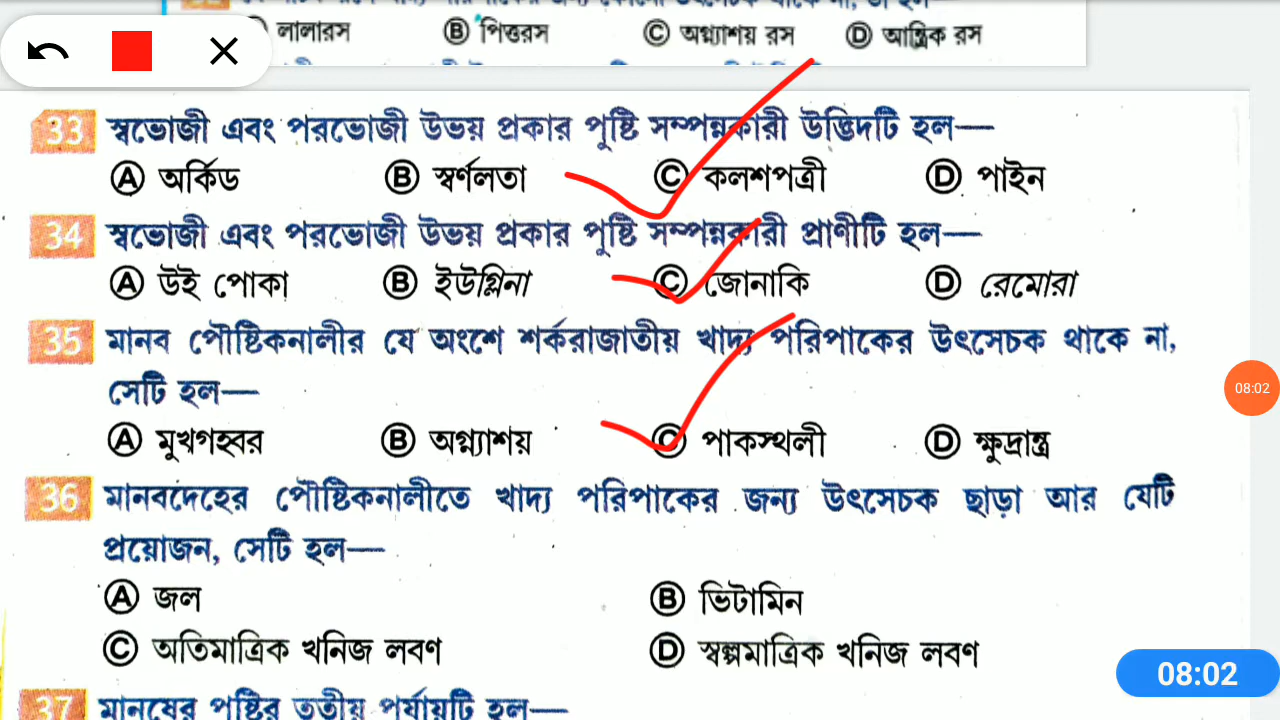 লালারস Ⓑ পিত্তরস Ⓒ অগ্ন্যাশয় রস Ⓓ আন্ত্রিক রস
33 স্বভোজী এবং পরভোজী উভয় প্রকার পুষ্টি সম্পন্নকারী উদ্ভিদটি হল—
Ⓐ অর্কিড Ⓑ স্বর্ণলতা Ⓒ কলশপত্রী Ⓓ পাইন
34 স্বভোজী এবং পরভোজী উভয় প্রকার পুষ্টি সম্পন্নকারী প্রাণীটি হল—
Ⓐ উই পোকা Ⓑ ইউগ্লিনা Ⓒ জোনাকি Ⓓ রেমোরা
35 মানব পৌষ্টিকনালীর যে অংশে শর্করাজাতীয় খাদ্য পরিপাকের উৎসেচক থাকে না,
সেটি হল—
Ⓐ মুখগহ্বর Ⓑ অগ্ন্যাশয় Ⓒ পাকস্থলী Ⓓ ক্ষুদ্রান্ত্র
08:02
36 মানবদেহের পৌষ্টিকনালীতে খাদ্য পরিপাকের জন্য উৎসেচক ছাড়া আর যেটি
প্রয়োজন, সেটি হল—
Ⓐ জল Ⓑ ভিটামিন
Ⓒ অতিমাত্রিক খনিজ লবণ Ⓓ স্বল্পমাত্রিক খনিজ লবণ
08:02
37 মানুষের পুষ্টির তৃতীয় পর্যায়টি হল—